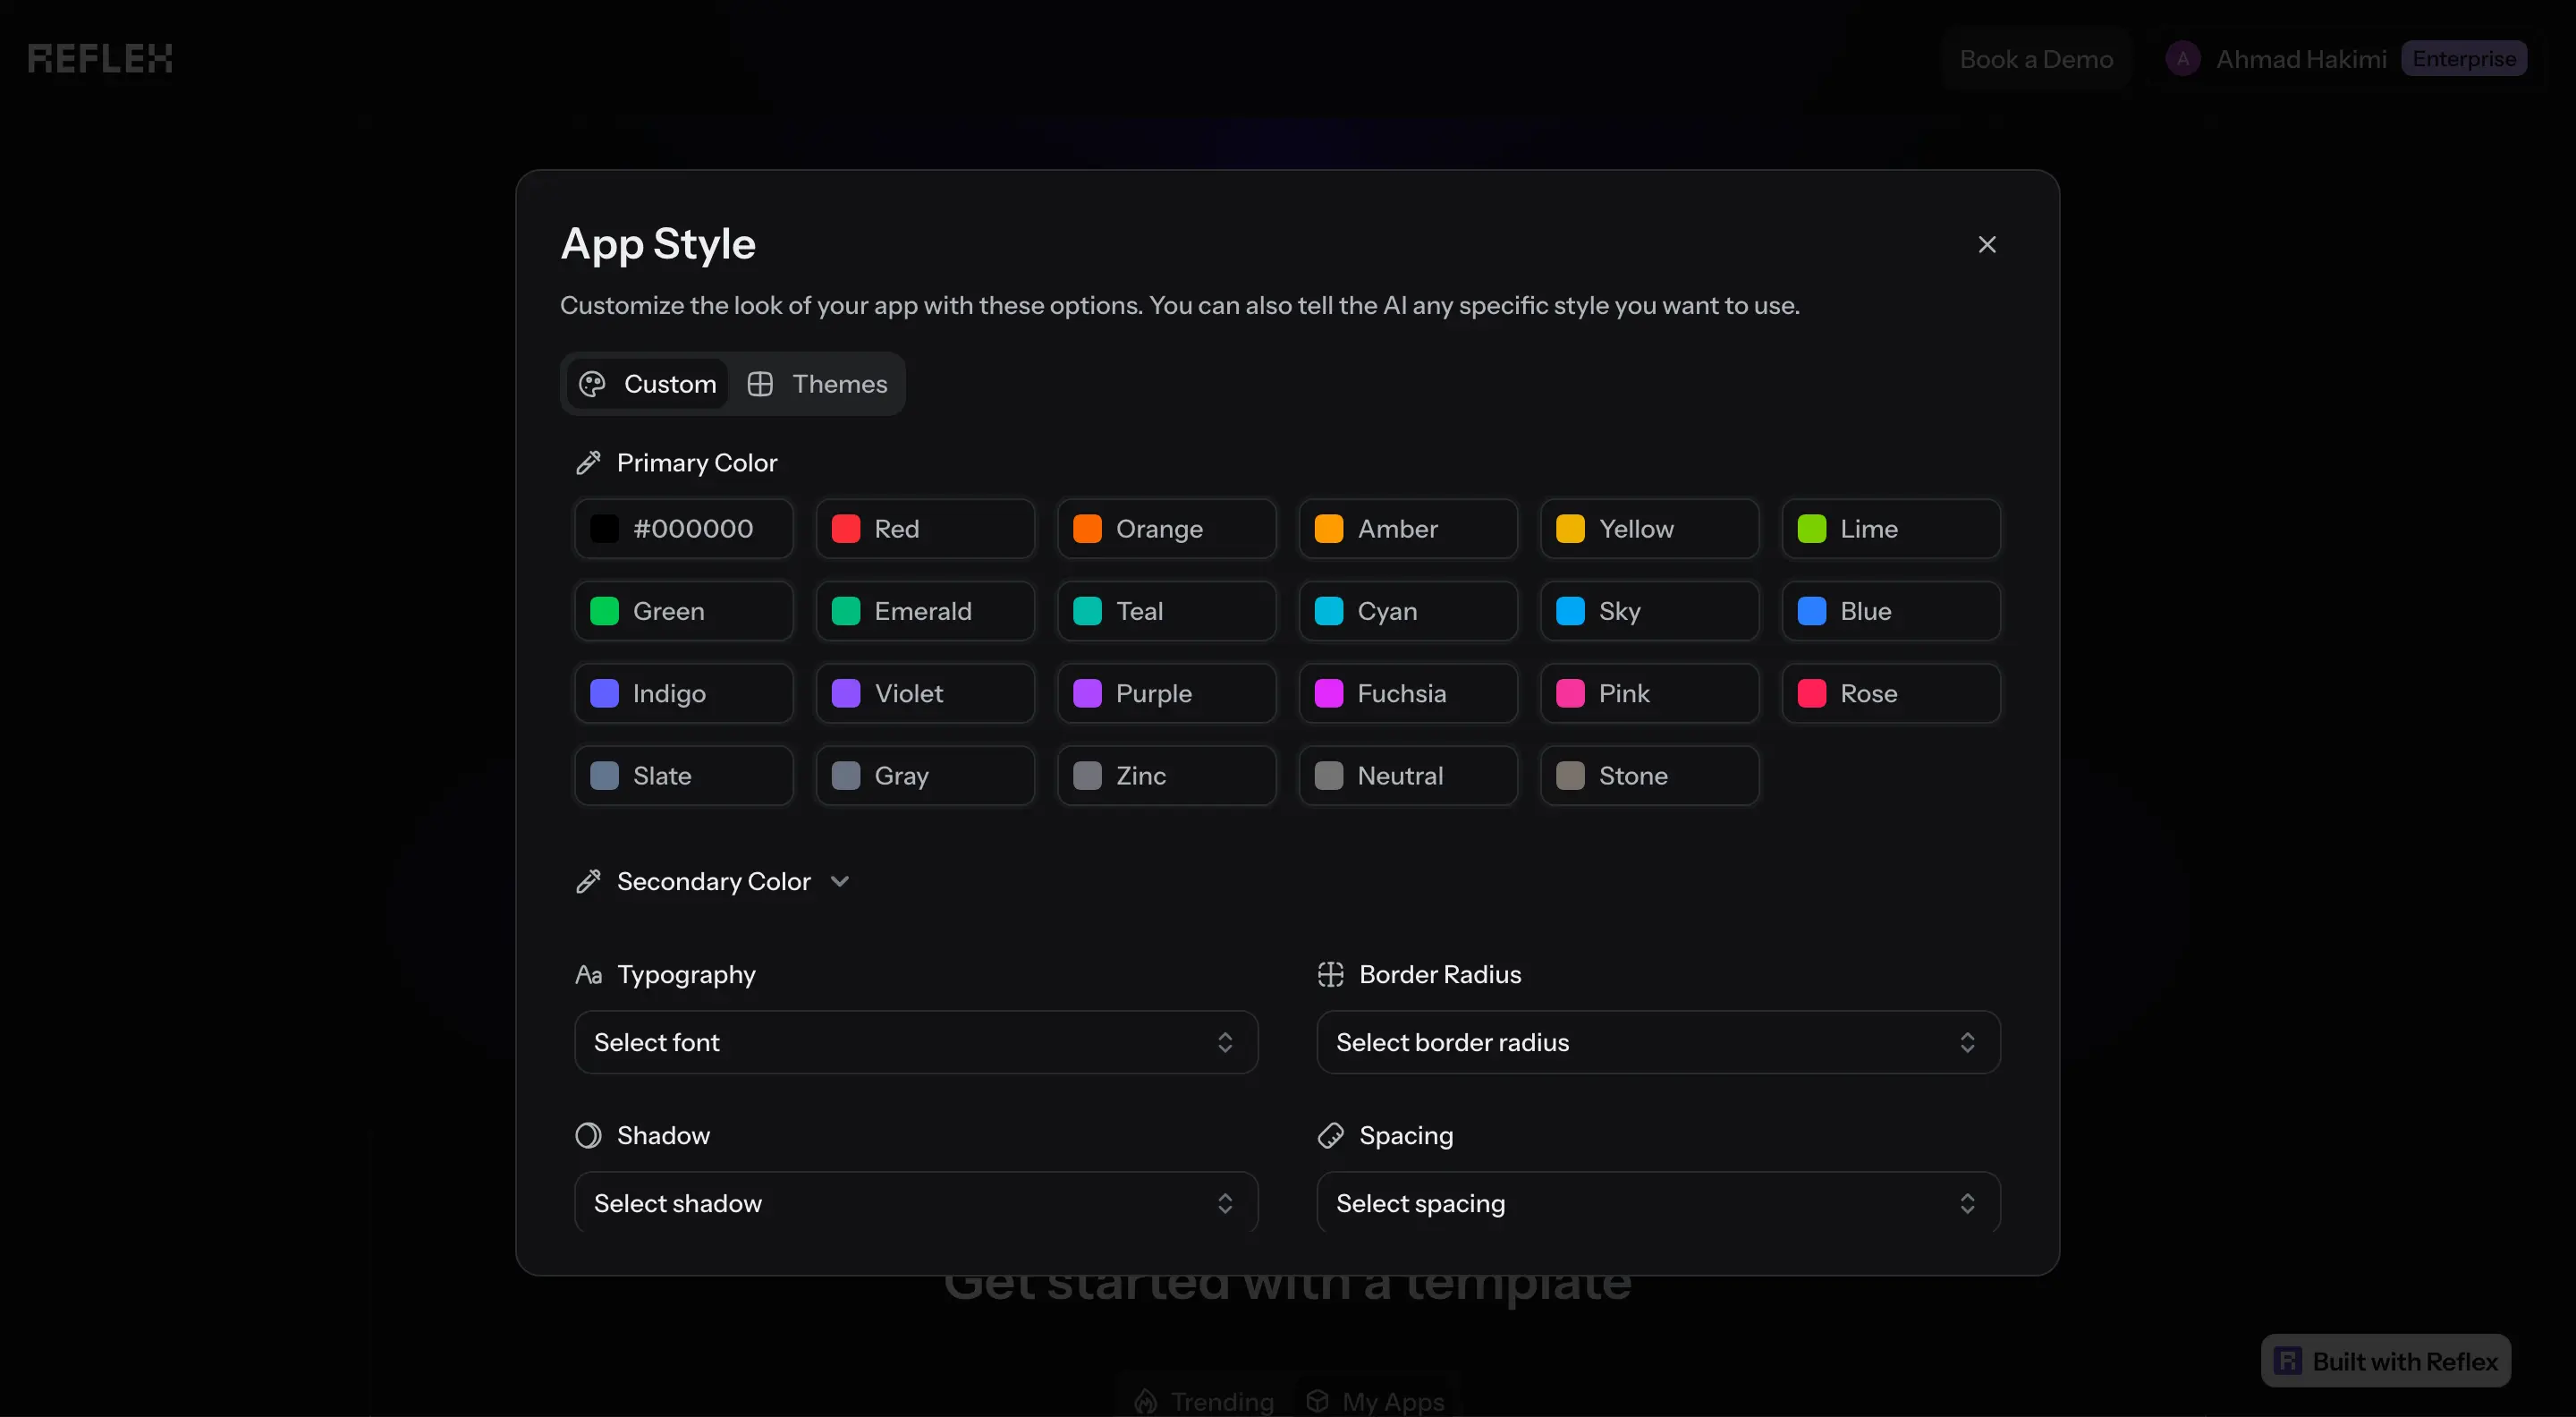 REFLEX
Book a Demo
A
Ahmad Hakimi
Enterprise
App Style
Customize the look of your app with these options. You can also tell the AI any specific style you want to use.
Custom
Themes
Primary Color
#000000
Red
Orange
Amber
Yellow
Lime
Green
Emerald
Teal
Cyan
Sky
Blue
Indigo
Violet
Purple
Fuchsia
Pink
Rose
Slate
Gray
Zinc
Neutral
Stone
Secondary Color
Aa Typography
Border Radius
Select font
Select border radius
Shadow
Spacing
Select shadow
Select spacing
Get started with a template
Trending
My Apps
R Built with Reflex